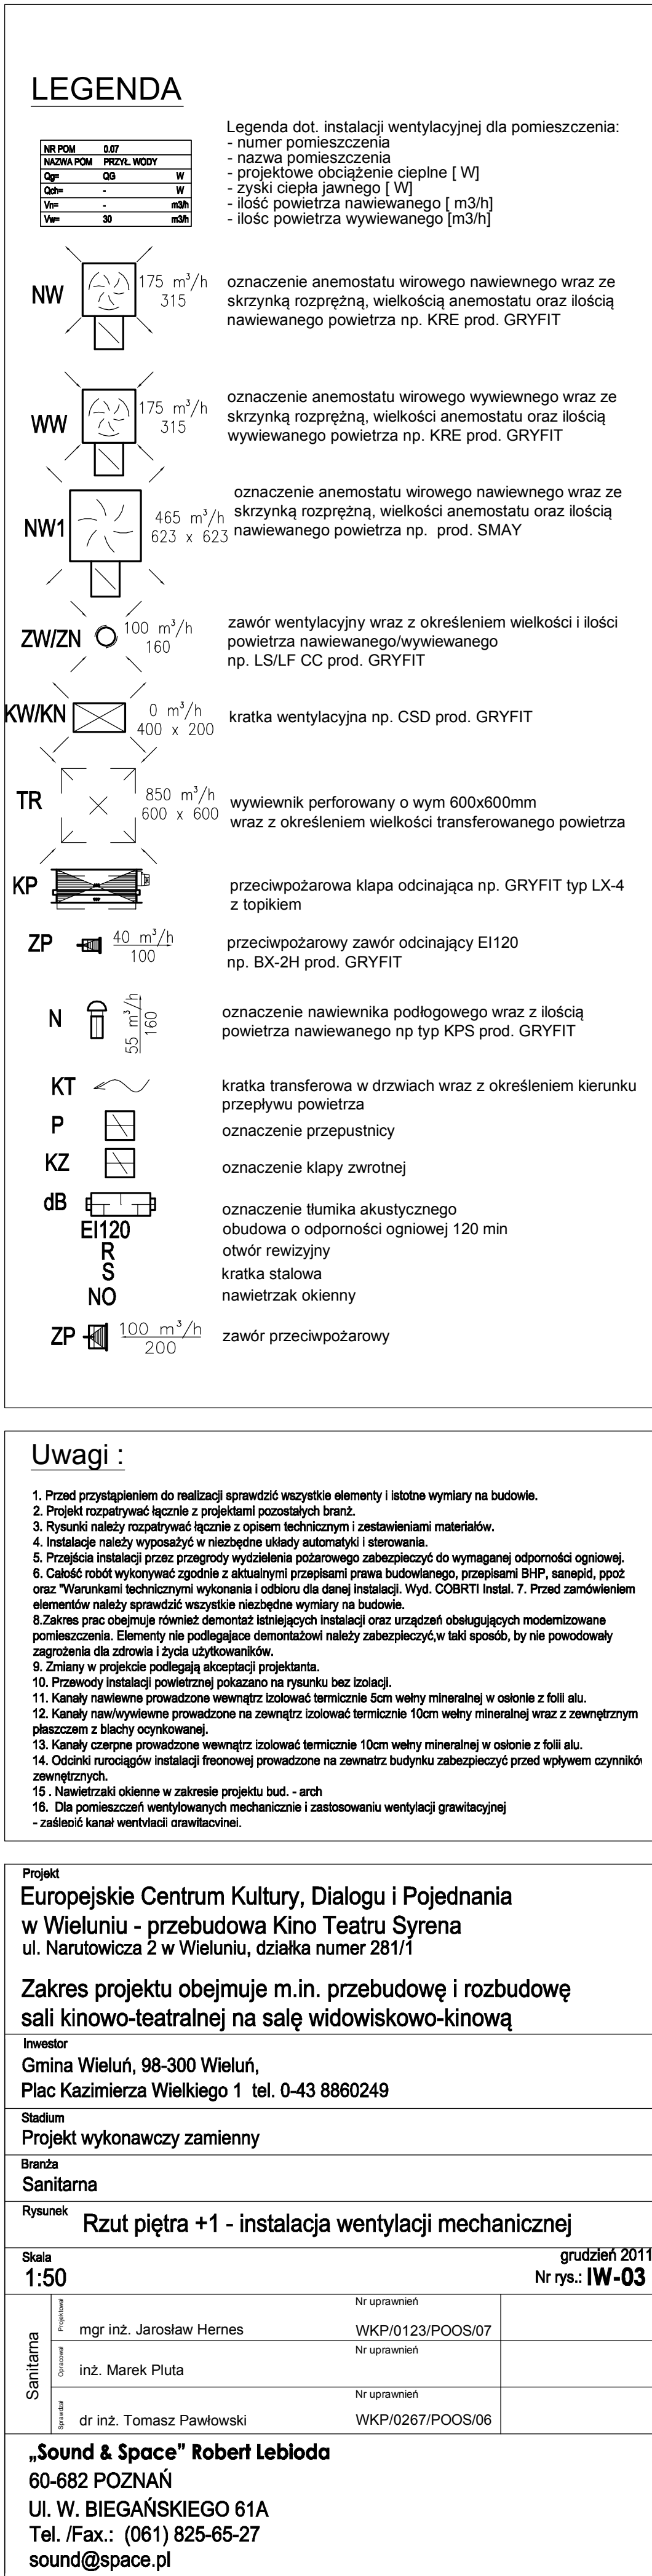 LEGENDA
Legenda dot. instalacji wentylacyjnej dla pomieszczenia:
- numer pomieszczenia
- nazwa pomieszczenia
- projektowe obciążenie cieplne [ W]
- zyski ciepła jawnego [ W]
- ilość powietrza nawiewanego [ m3/h]
- ilośc powietrza wywiewanego [m3/h]
NR POM 0.07
NAZWA POM PRZYŁ. WODY
Qg= QG W
Qch= - W
Vn= - m3/h
Vw= 30 m3/h
NW 175 m³/h
315
oznaczenie anemostatu wirowego nawiewnego wraz ze
skrzynką rozprężną, wielkością anemostatu oraz ilością
nawiewanego powietrza np. KRE prod. GRYFIT
WW 175 m³/h
315
oznaczenie anemostatu wirowego wywiewnego wraz ze
skrzynką rozprężną, wielkości anemostatu oraz ilością
wywiewanego powietrza np. KRE prod. GRYFIT
NW1 465 m³/h
623 x 623
oznaczenie anemostatu wirowego nawiewnego wraz ze
skrzynką rozprężną, wielkości anemostatu oraz ilością
nawiewanego powietrza np. prod. SMAY
ZW/ZN 100 m³/h
160
zawór wentylacyjny wraz z określeniem wielkości i ilości
powietrza nawiewanego/wywiewanego
np. LS/LF CC prod. GRYFIT
KW/KN 0 m³/h
400 x 200
kratka wentylacyjna np. CSD prod. GRYFIT
TR 850 m³/h
600 x 600
wywiewnik perforowany o wym 600x600mm
wraz z określeniem wielkości transferowanego powietrza
KP
przeciwpożarowa klapa odcinająca np. GRYFIT typ LX-4
z topikiem
ZP 40 m³/h
100
przeciwpożarowy zawór odcinający EI120
np. BX-2H prod. GRYFIT
N 55 m³/h
160
oznaczenie nawiewnika podłogowego wraz z ilością
powietrza nawiewanego np typ KPS prod. GRYFIT
KT
kratka transferowa w drzwiach wraz z określeniem kierunku
przepływu powietrza
P oznaczenie przepustnicy
KZ oznaczenie klapy zwrotnej
dB oznaczenie tłumika akustycznego
EI120 obudowa o odporności ogniowej 120 min
R otwór rewizyjny
S kratka stalowa
NO nawietrzak okienny
ZP 100 m³/h
200
zawór przeciwpożarowy
Uwagi :
1. Przed przystąpieniem do realizacji sprawdzić wszystkie elementy i istotne wymiary na budowie.
2. Projekt rozpatrywać łącznie z projektami pozostałych branż.
3. Rysunki należy rozpatrywać łącznie z opisem technicznym i zestawieniami materiałów.
4. Instalacje należy wyposażyć w niezbędne układy automatyki i sterowania.
5. Przejścia instalacji przez przegrody wydzielenia pożarowego zabezpieczyć do wymaganej odporności ogniowej.
6. Całość robót wykonywać zgodnie z aktualnymi przepisami prawa budowlanego, przepisami BHP, sanepid, ppoż
oraz "Warunkami technicznymi wykonania i odbioru dla danej instalacji. Wyd. COBRTI Instal. 7. Przed zamówieniem
elementów należy sprawdzić wszystkie niezbędne wymiary na budowie.
8.Zakres prac obejmuje również demontaż istniejących instalacji oraz urządzeń obsługujących modernizowane
pomieszczenia. Elementy nie podlegajace demontażowi należy zabezpieczyć,w taki sposób, by nie powodowały
zagrożenia dla zdrowia i życia użytkowaników.
9. Zmiany w projekcie podlegają akceptacji projektanta.
10. Przewody instalacji powietrznej pokazano na rysunku bez izolacji.
11. Kanały nawiewne prowadzone wewnątrz izolować termicznie 5cm wełny mineralnej w osłonie z folii alu.
12. Kanały naw/wywiewne prowadzone na zewnątrz izolować termicznie 10cm wełny mineralnej wraz z zewnętrznym
płaszczem z blachy ocynkowanej.
13. Kanały czerpne prowadzone wewnątrz izolować termicznie 10cm wełny mineralnej w osłonie z folii alu.
14. Odcinki rurociągów instalacji freonowej prowadzone na zewnatrz budynku zabezpieczyć przed wpływem czynników
zewnętrznych.
15 . Nawietrzaki okienne w zakresie projektu bud. - arch
16. Dla pomieszczeń wentylowanych mechanicznie i zastosowaniu wentylacji grawitacyjnej
- zaślepić kanał wentylacji grawitacyjnej.
Projekt
Europejskie Centrum Kultury, Dialogu i Pojednania
w Wieluniu - przebudowa Kino Teatru Syrena
ul. Narutowicza 2 w Wieluniu, działka numer 281/1
Zakres projektu obejmuje m.in. przebudowę i rozbudowę
sali kinowo-teatralnej na salę widowiskowo-kinową
Inwestor
Gmina Wieluń, 98-300 Wieluń,
Plac Kazimierza Wielkiego 1 tel. 0-43 8860249
Stadium
Projekt wykonawczy zamienny
Branża
Sanitarna
Rysunek
Rzut piętra +1 - instalacja wentylacji mechanicznej
Skala grudzień 2011
1:50 Nr rys.: IW-03
Sanitarna
Projektował mgr inż. Jarosław Hernes Nr uprawnień WKP/0123/POOS/07
Opracował inż. Marek Pluta Nr uprawnień
Sprawdzał dr inż. Tomasz Pawłowski Nr uprawnień WKP/0267/POOS/06
„Sound & Space” Robert Lebioda
60-682 POZNAŃ
Ul. W. BIEGAŃSKIEGO 61A
Tel. /Fax.: (061) 825-65-27
sound@space.pl